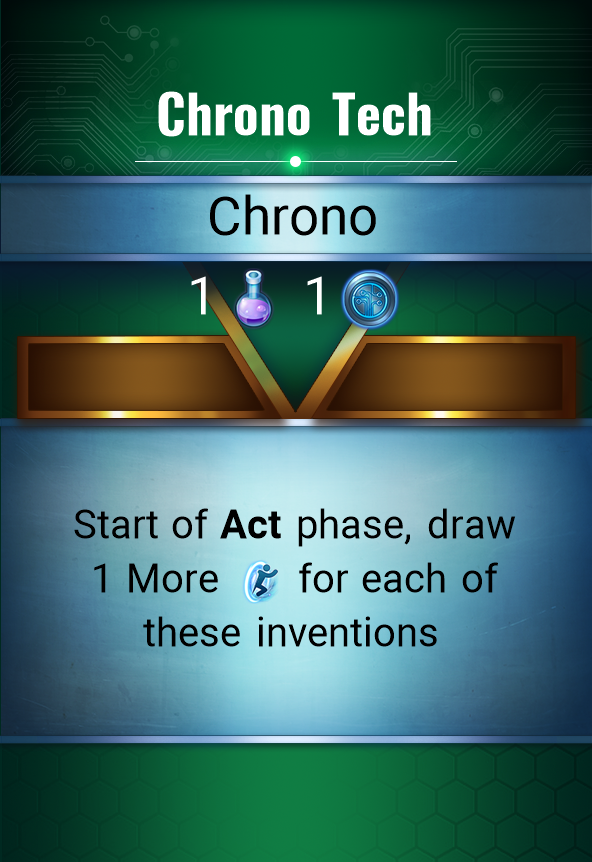 Chrono Tech
Chrono
1 1
Start of Act phase, draw
1 More for each of
these inventions